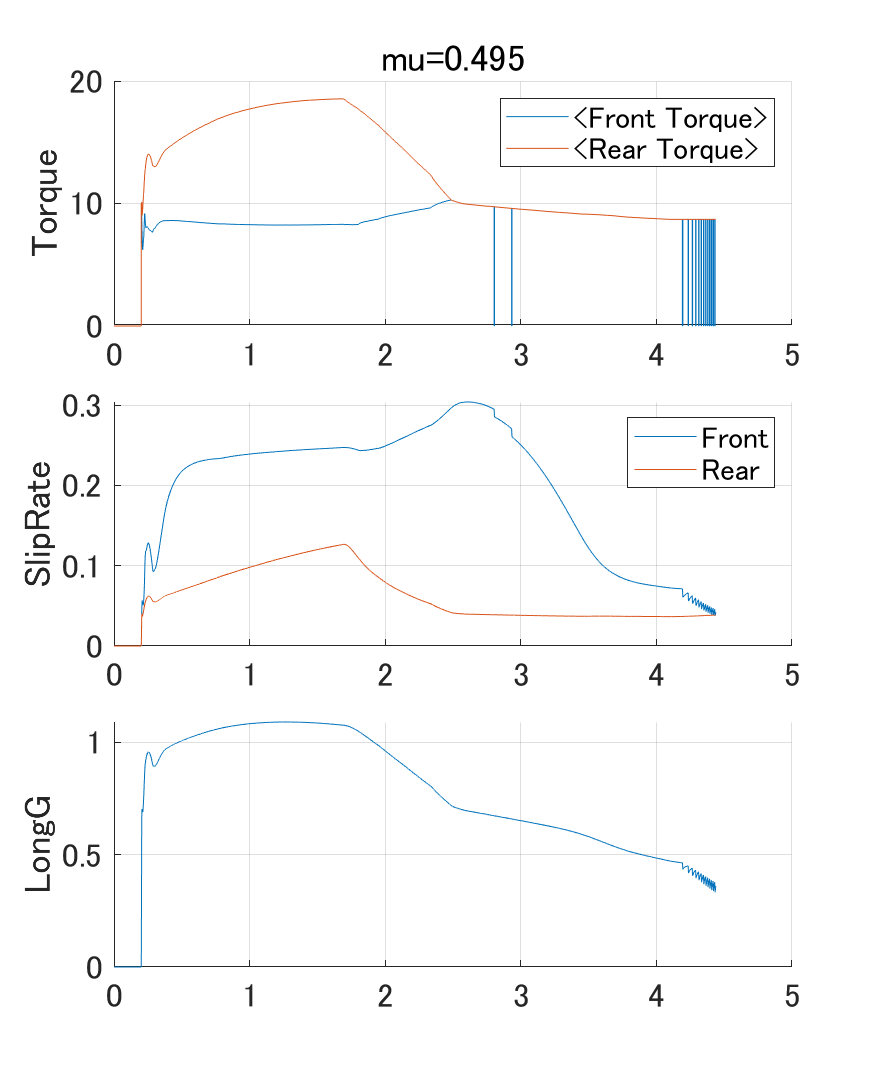 mu=0.495
20
10
0
Torque
<Front Torque>
<Rear Torque>
0 1 2 3 4 5
0.3
0.2
0.1
0
SlipRate
Front
Rear
0 1 2 3 4 5
1
0.5
0
LongG
0 1 2 3 4 5